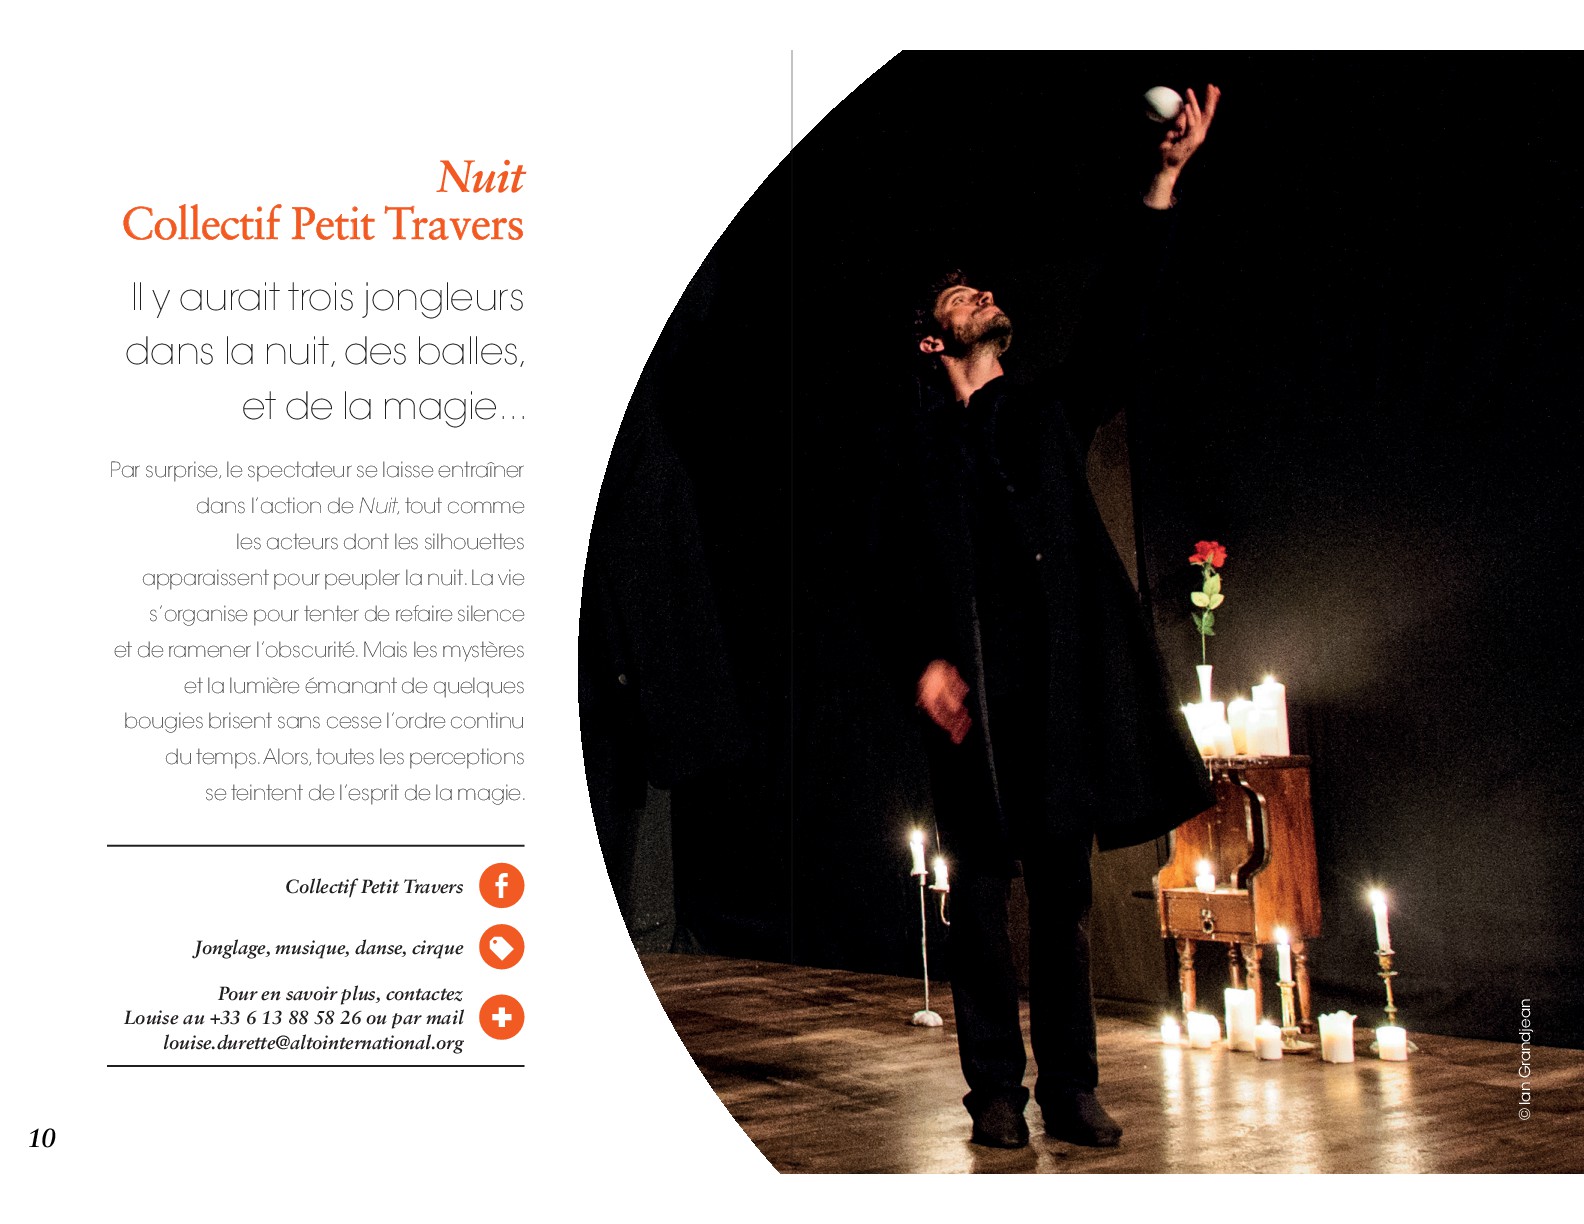 Nuit
Collectif Petit Travers
Il y aurait trois jongleurs
dans la nuit, des balles,
et de la magie...
Par surprise, le spectateur se laisse entraîner
dans l'action de Nuit, tout comme
les acteurs dont les silhouettes
apparaissent pour peupler la nuit. La vie
s'organise pour tenter de refaire silence
et de ramener l'obscurité. Mais les mystères
et la lumière émanant de quelques
bougies brisent sans cesse l'ordre continu
du temps. Alors, toutes les perceptions
se teintent de l'esprit de la magie.
Collectif Petit Travers
Jonglage, musique, danse, cirque
Pour en savoir plus, contactez
Louise au +33 6 13 88 58 26 ou par mail
louise.durette@altointernational.org
10
© Ian Grandjean